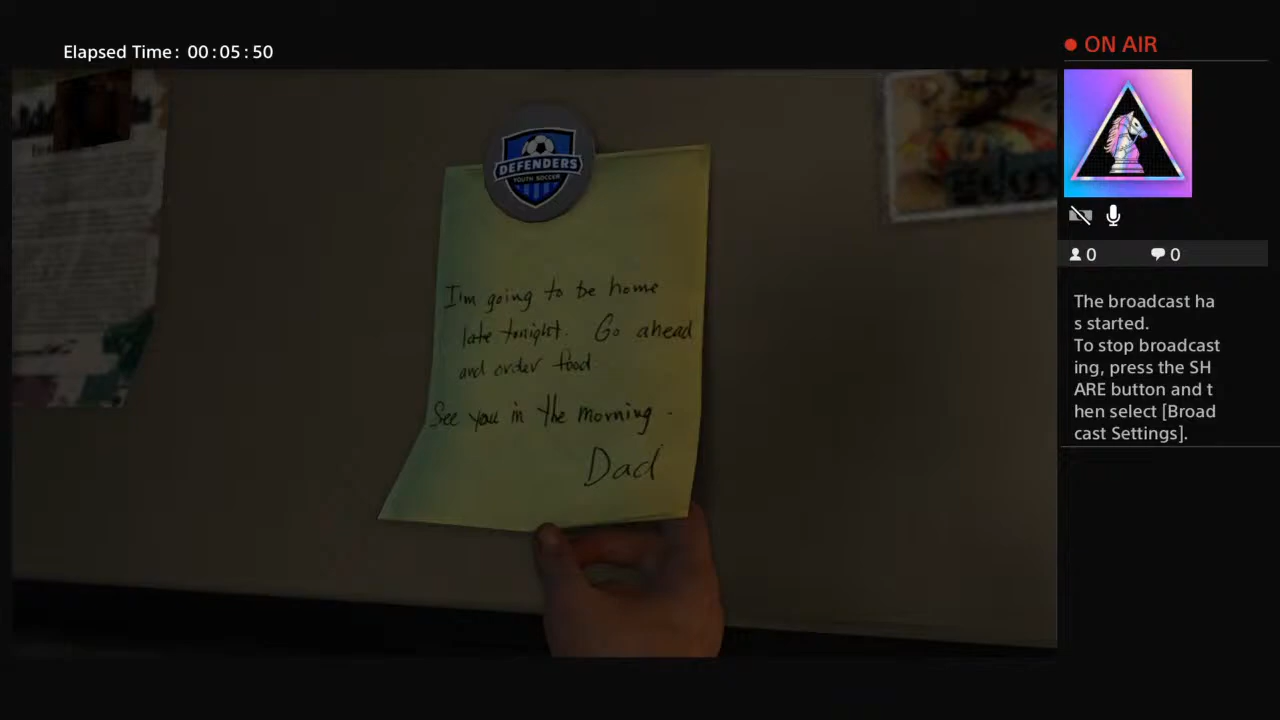 Elapsed Time: 00:05:50
ON AIR
DEFENDERS
YOUTH SOCCER
I'm going to be home
late tonight. Go ahead
and order food
See you in the morning.
Dad
0
0
The broadcast ha
s started.
To stop broadcast
ing, press the SH
ARE button and t
hen select [Broad
cast Settings].